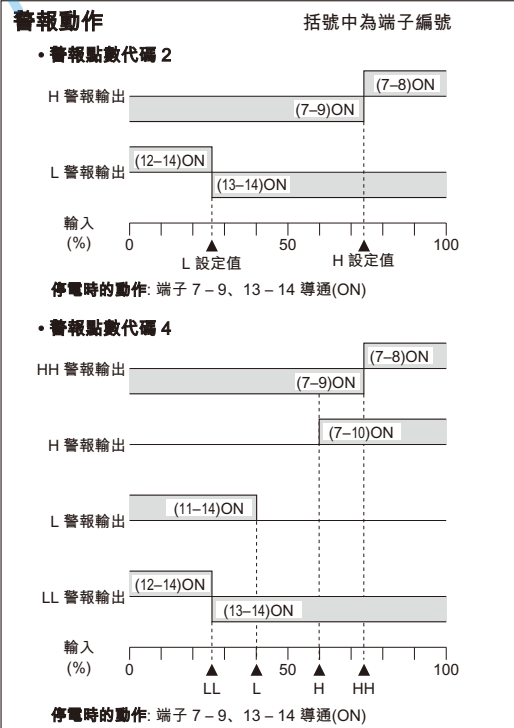 警報動作 括號中為端子編號
• 警報點數代碼 2
(7–8)ON
H 警報輸出
(7–9)ON
(12–14)ON
L 警報輸出
(13–14)ON
輸入
(%) 0 50 100
L 設定值 H 設定值
停電時的動作: 端子 7 – 9、13 – 14 導通(ON)
• 警報點數代碼 4
(7–8)ON
HH 警報輸出
(7–9)ON
(7–10)ON
H 警報輸出
(11–14)ON
L 警報輸出
(12–14)ON
LL 警報輸出
(13–14)ON
輸入
(%) 0 50 100
LL L H HH
停電時的動作: 端子 7 – 9、13 – 14 導通(ON)